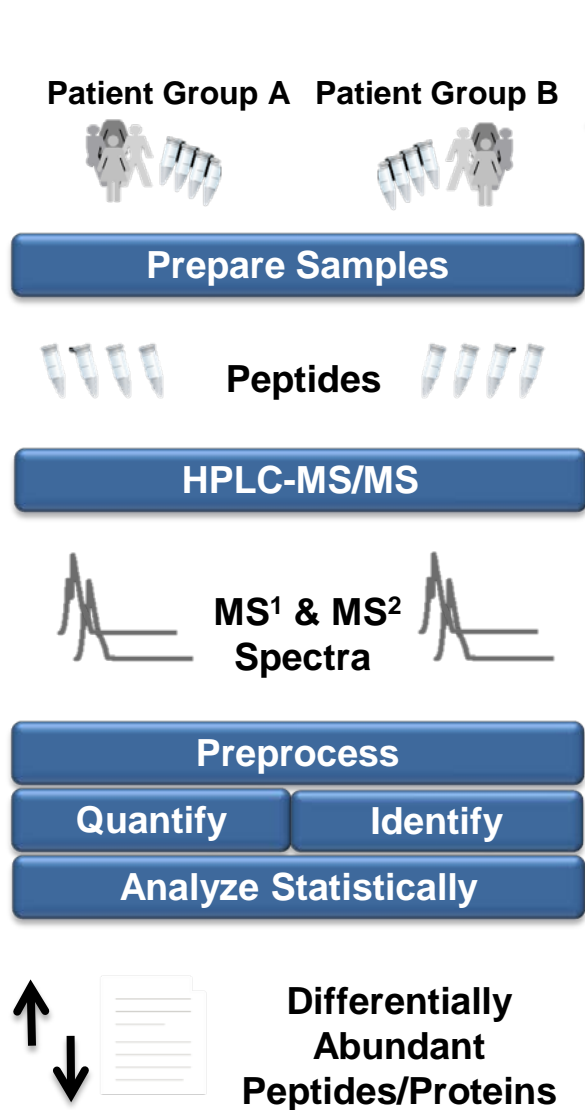 Patient Group A Patient Group B
Prepare Samples
Peptides
HPLC-MS/MS
MS¹ & MS²
Spectra
Preprocess
Quantify Identify
Analyze Statistically
Differentially
Abundant
Peptides/Proteins